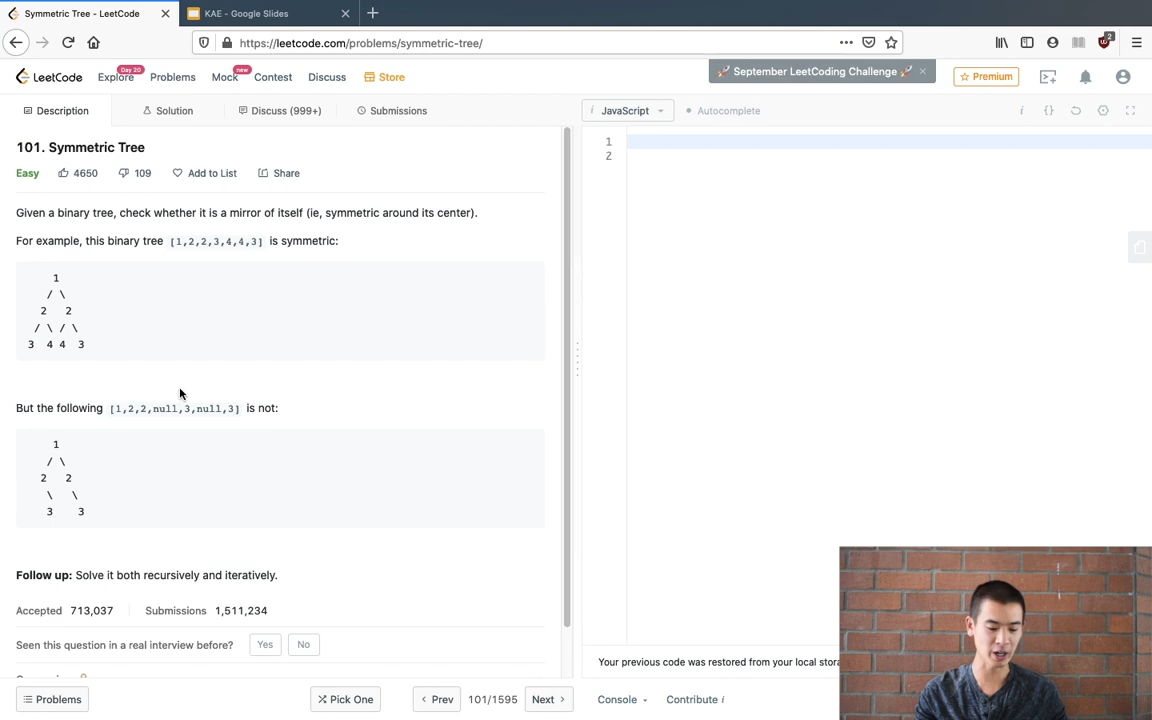 Symmetric Tree - LeetCode
KAE - Google Slides
https://leetcode.com/problems/symmetric-tree/
2
LeetCode
Explore
Day 20
Problems
Mock
new
Contest
Discuss
Store
🚀 September LeetCoding Challenge 🚀
Premium
Description
Solution
Discuss (999+)
Submissions
JavaScript
Autocomplete
101. Symmetric Tree
Easy
4650
109
Add to List
Share
Given a binary tree, check whether it is a mirror of itself (ie, symmetric around its center).
For example, this binary tree [1,2,2,3,4,4,3] is symmetric:
1
/ \
2 2
/ \ / \
3 4 4 3
But the following [1,2,2,null,3,null,3] is not:
1
/ \
2 2
\ \
3 3
Follow up: Solve it both recursively and iteratively.
Accepted 713,037
Submissions 1,511,234
Seen this question in a real interview before?
Yes
No
Problems
Pick One
Prev
101/1595
Next
1
2
Your previous code was restored from your local
Console
Contribute i